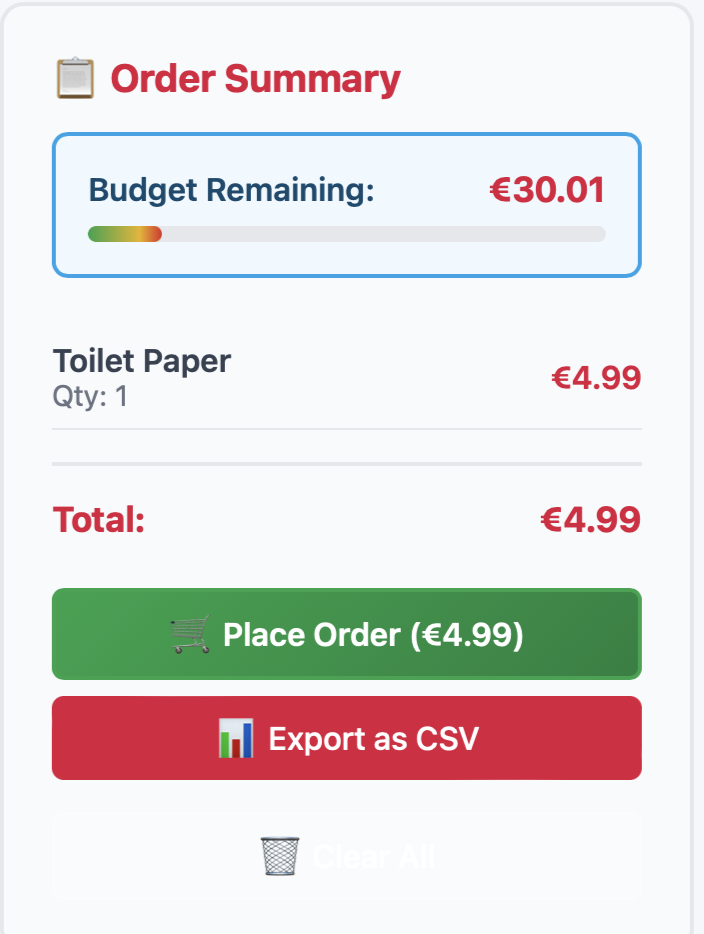 Order Summary
Budget Remaining: €30.01
Toilet Paper
Qty: 1
€4.99
Total: €4.99
Place Order (€4.99)
Export as CSV
Clear All